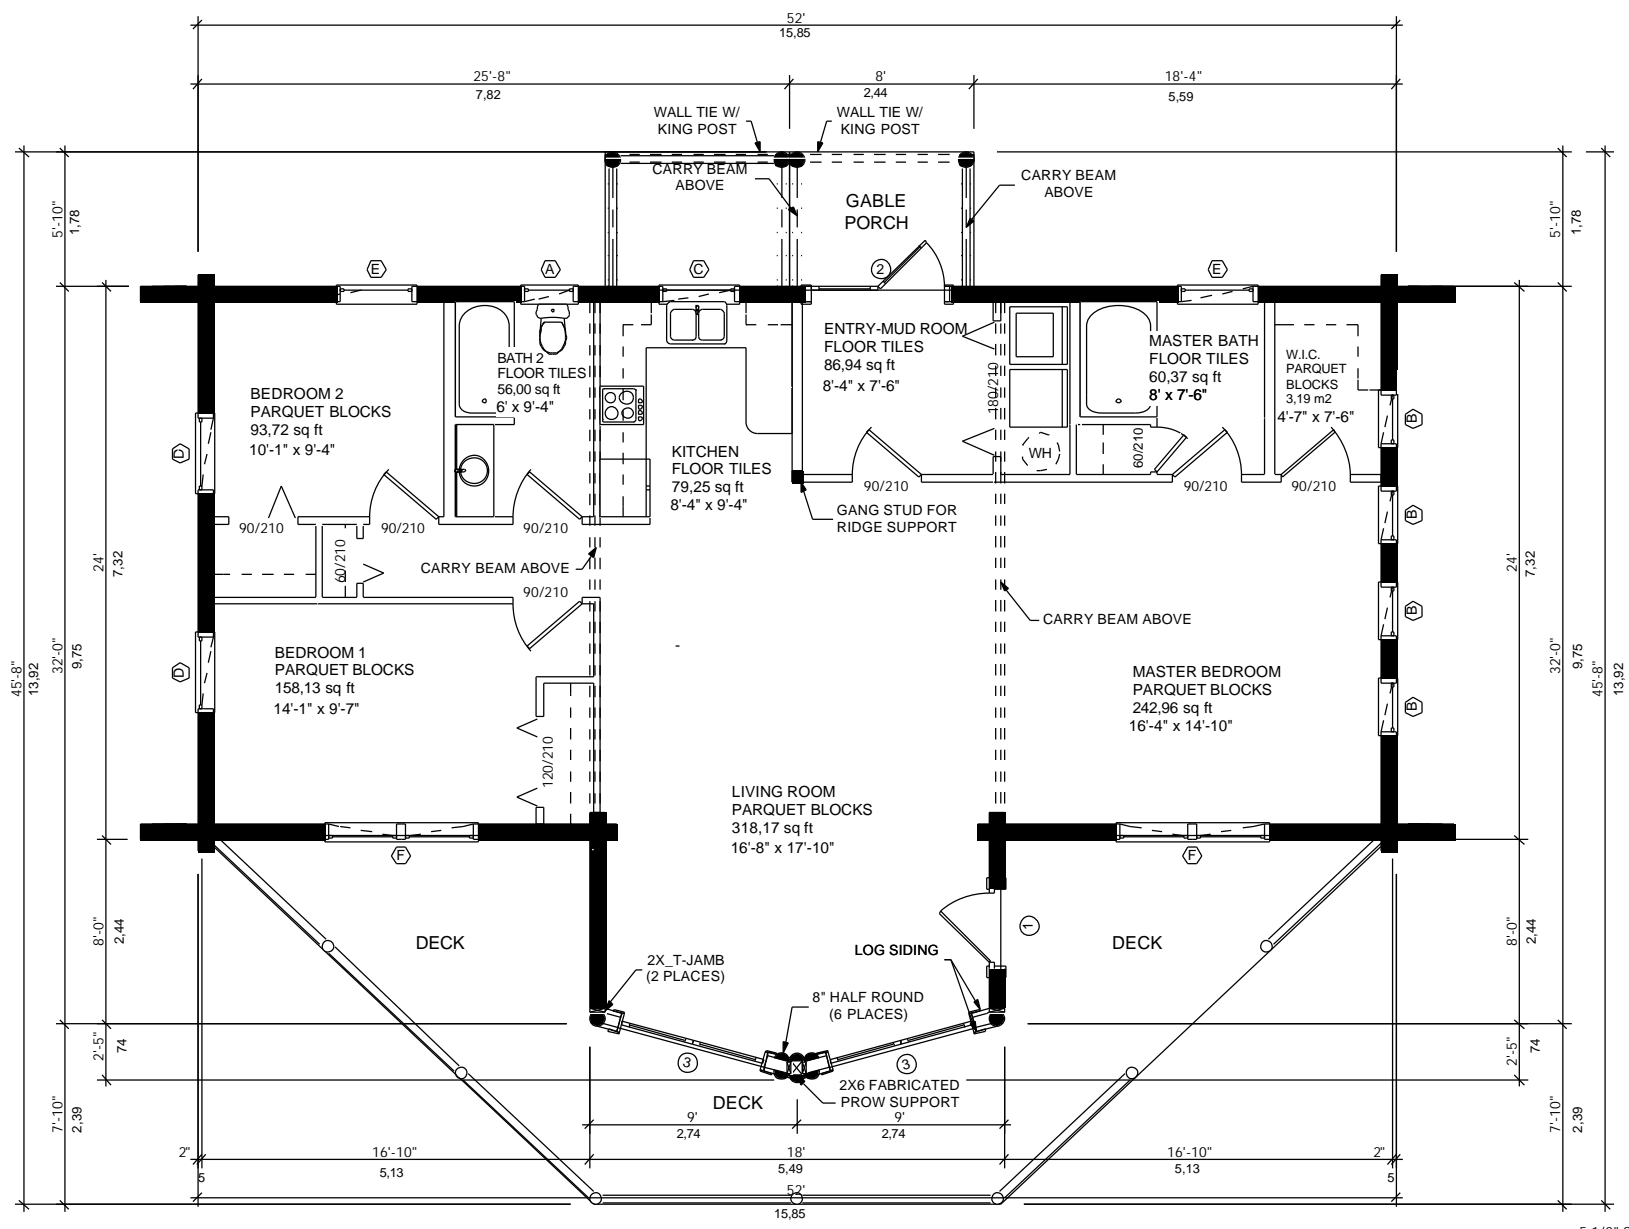 52'
15,85
25'-8"
7,82
8'
2,44
18'-4"
5,59
WALL TIE W/
KING POST
WALL TIE W/
KING POST
CARRY BEAM
ABOVE
CARRY BEAM
ABOVE
GABLE
PORCH
5'-10"
1,78
5'-10"
1,78
E
A
C
2
E
ENTRY-MUD ROOM
FLOOR TILES
86,94 sq ft
8'-4" x 7'-6"
MASTER BATH
FLOOR TILES
60,37 sq ft
8' x 7'-6"
W.I.C.
PARQUET
BLOCKS
3,19 m2
4'-7" x 7'-6"
BATH 2
FLOOR TILES
56,00 sq ft
6' x 9'-4"
BEDROOM 2
PARQUET BLOCKS
93,72 sq ft
10'-1" x 9'-4"
KITCHEN
FLOOR TILES
79,25 sq ft
8'-4" x 9'-4"
180/210
WH
60/210
D
B
90/210
90/210
90/210
GANG STUD FOR
RIDGE SUPPORT
B
90/210
90/210
90/210
60/210
CARRY BEAM ABOVE
90/210
CARRY BEAM ABOVE
B
24'
7,32
24'
7,32
45'-8"
13,92
32'-0"
9,75
32'-0"
9,75
45'-8"
13,92
BEDROOM 1
PARQUET BLOCKS
158,13 sq ft
14'-1" x 9'-7"
D
-
MASTER BEDROOM
PARQUET BLOCKS
242,96 sq ft
16'-4" x 14'-10"
B
120/210
LIVING ROOM
PARQUET BLOCKS
318,17 sq ft
16'-8" x 17'-10"
F
F
8'-0"
2,44
8'-0"
2,44
DECK
DECK
1
LOG SIDING
2X_T-JAMB
(2 PLACES)
8" HALF ROUND
(6 PLACES)
2'-5"
74
2'-5"
74
3
3
2X6 FABRICATED
PROW SUPPORT
DECK
7'-10"
2,39
7'-10"
2,39
9'
2,74
9'
2,74
2"
5
16'-10"
5,13
18'
5,49
16'-10"
5,13
2"
5
52'
15,85